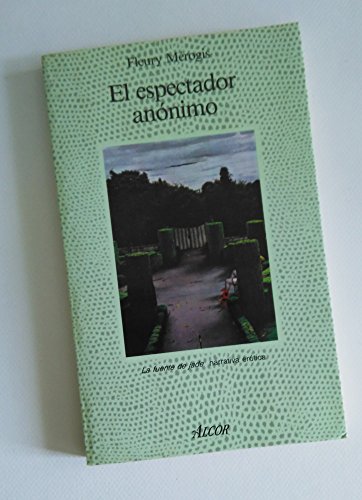 Fleury Mérogis
El espectador
anónimo
La fuente de jade, narrativa erótica
ALCOR